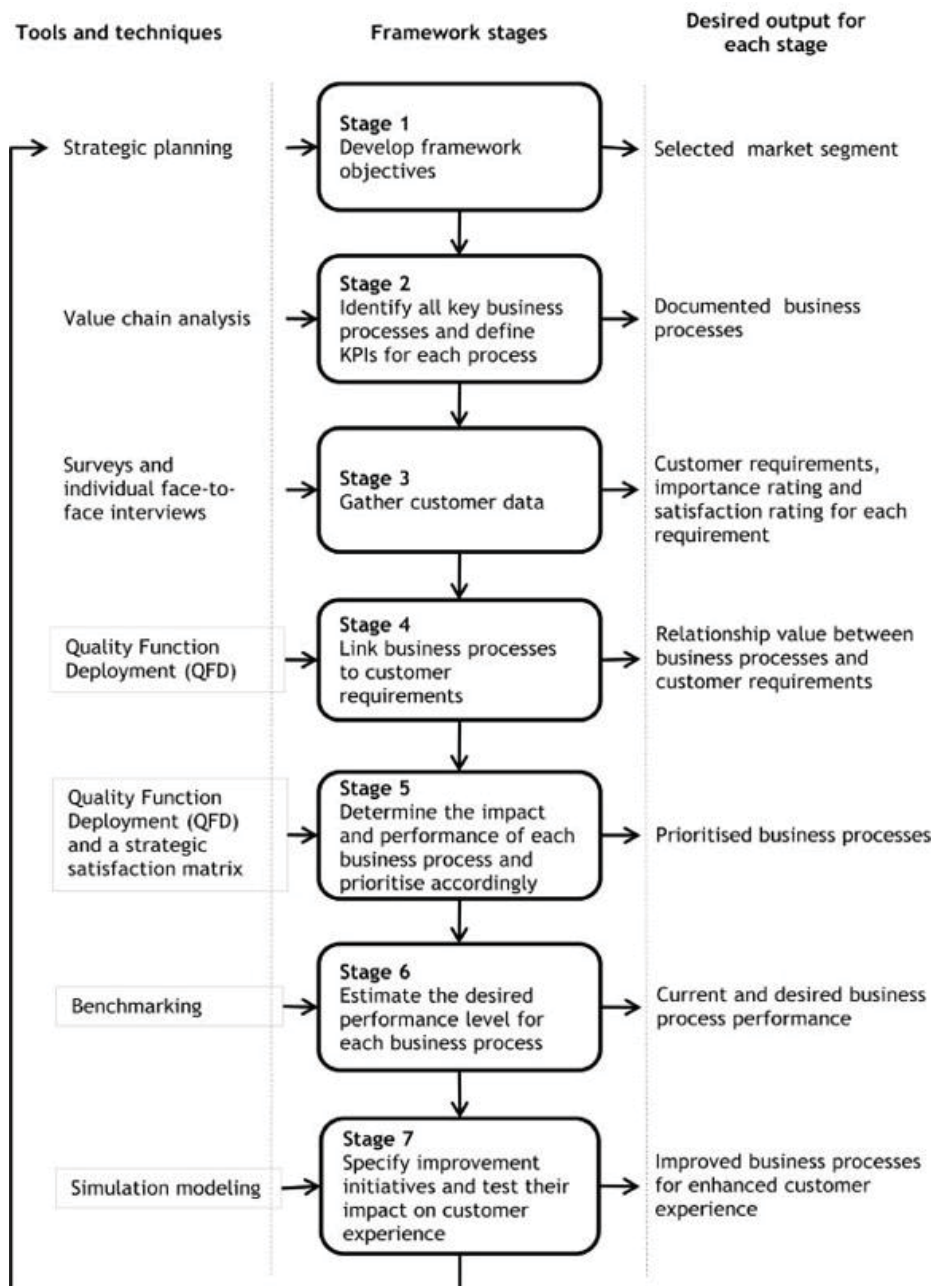 Tools and techniques
Framework stages
Desired output for
each stage
Strategic planning
Stage 1
Develop framework
objectives
Selected market segment
Value chain analysis
Stage 2
Identify all key business
processes and define
KPIs for each process
Documented business
processes
Surveys and
individual face-to-
face interviews
Stage 3
Gather customer data
Customer requirements,
importance rating and
satisfaction rating for each
requirement
Quality Function
Deployment (QFD)
Stage 4
Link business processes
to customer
requirements
Relationship value between
business processes and
customer requirements
Quality Function
Deployment (QFD)
and a strategic
satisfaction matrix
Stage 5
Determine the impact
and performance of each
business process and
prioritise accordingly
Prioritised business processes
Benchmarking
Stage 6
Estimate the desired
performance level for
each business process
Current and desired business
process performance
Simulation modeling
Stage 7
Specify improvement
initiatives and test their
impact on customer
experience
Improved business processes
for enhanced customer
experience